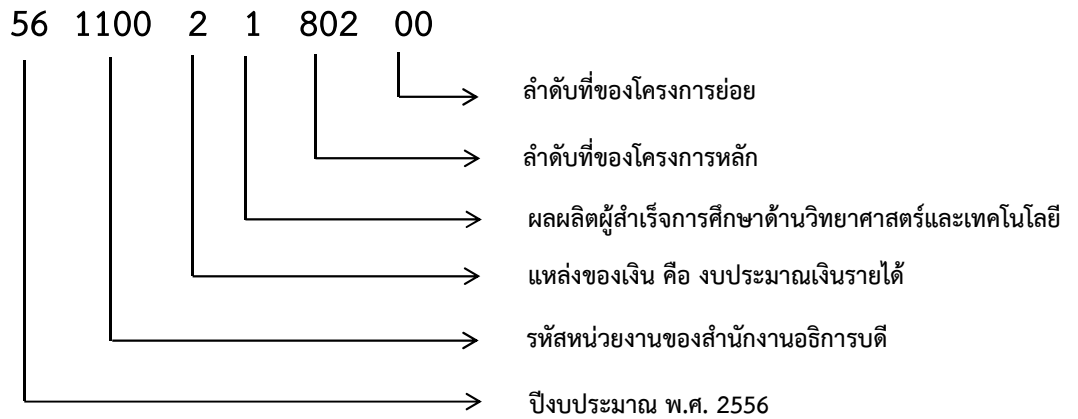 56 1100 2 1 802 00
ลำดับที่ของโครงการย่อย
ลำดับที่ของโครงการหลัก
ผลผลิตผู้สำเร็จการศึกษาด้านวิทยาศาสตร์และเทคโนโลยี
แหล่งของเงิน คือ งบประมาณเงินรายได้
รหัสหน่วยงานของสำนักงานอธิการบดี
ปีงบประมาณ พ.ศ. 2556